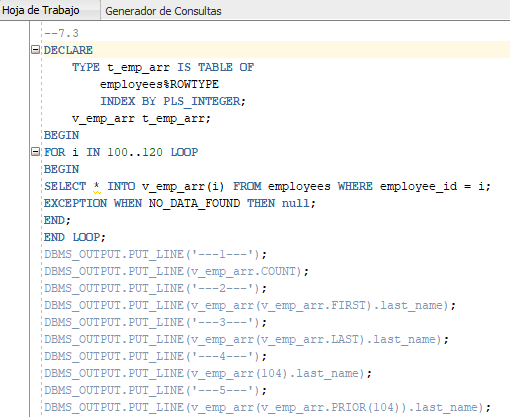 Hoja de Trabajo Generador de Consultas
--7.3
DECLARE
TYPE t_emp_arr IS TABLE OF
employees%ROWTYPE
INDEX BY PLS_INTEGER;
v_emp_arr t_emp_arr;
BEGIN
FOR i IN 100..120 LOOP
BEGIN
SELECT * INTO v_emp_arr(i) FROM employees WHERE employee_id = i;
EXCEPTION WHEN NO_DATA_FOUND THEN null;
END;
END LOOP;
DBMS_OUTPUT.PUT_LINE('---1---');
DBMS_OUTPUT.PUT_LINE(v_emp_arr.COUNT);
DBMS_OUTPUT.PUT_LINE('---2---');
DBMS_OUTPUT.PUT_LINE(v_emp_arr(v_emp_arr.FIRST).last_name);
DBMS_OUTPUT.PUT_LINE('---3---');
DBMS_OUTPUT.PUT_LINE(v_emp_arr(v_emp_arr.LAST).last_name);
DBMS_OUTPUT.PUT_LINE('---4---');
DBMS_OUTPUT.PUT_LINE(v_emp_arr(104).last_name);
DBMS_OUTPUT.PUT_LINE('---5---');
DBMS_OUTPUT.PUT_LINE(v_emp_arr(v_emp_arr.PRIOR(104)).last_name);